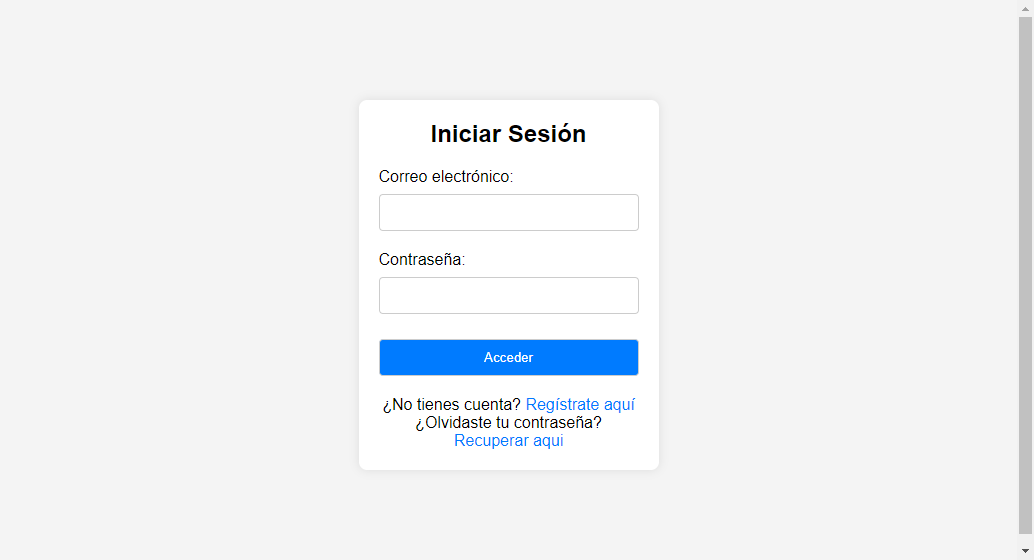 Iniciar Sesión
Correo electrónico:
Contraseña:
Acceder
¿No tienes cuenta? Regístrate aquí
¿Olvidaste tu contraseña?
Recuperar aqui